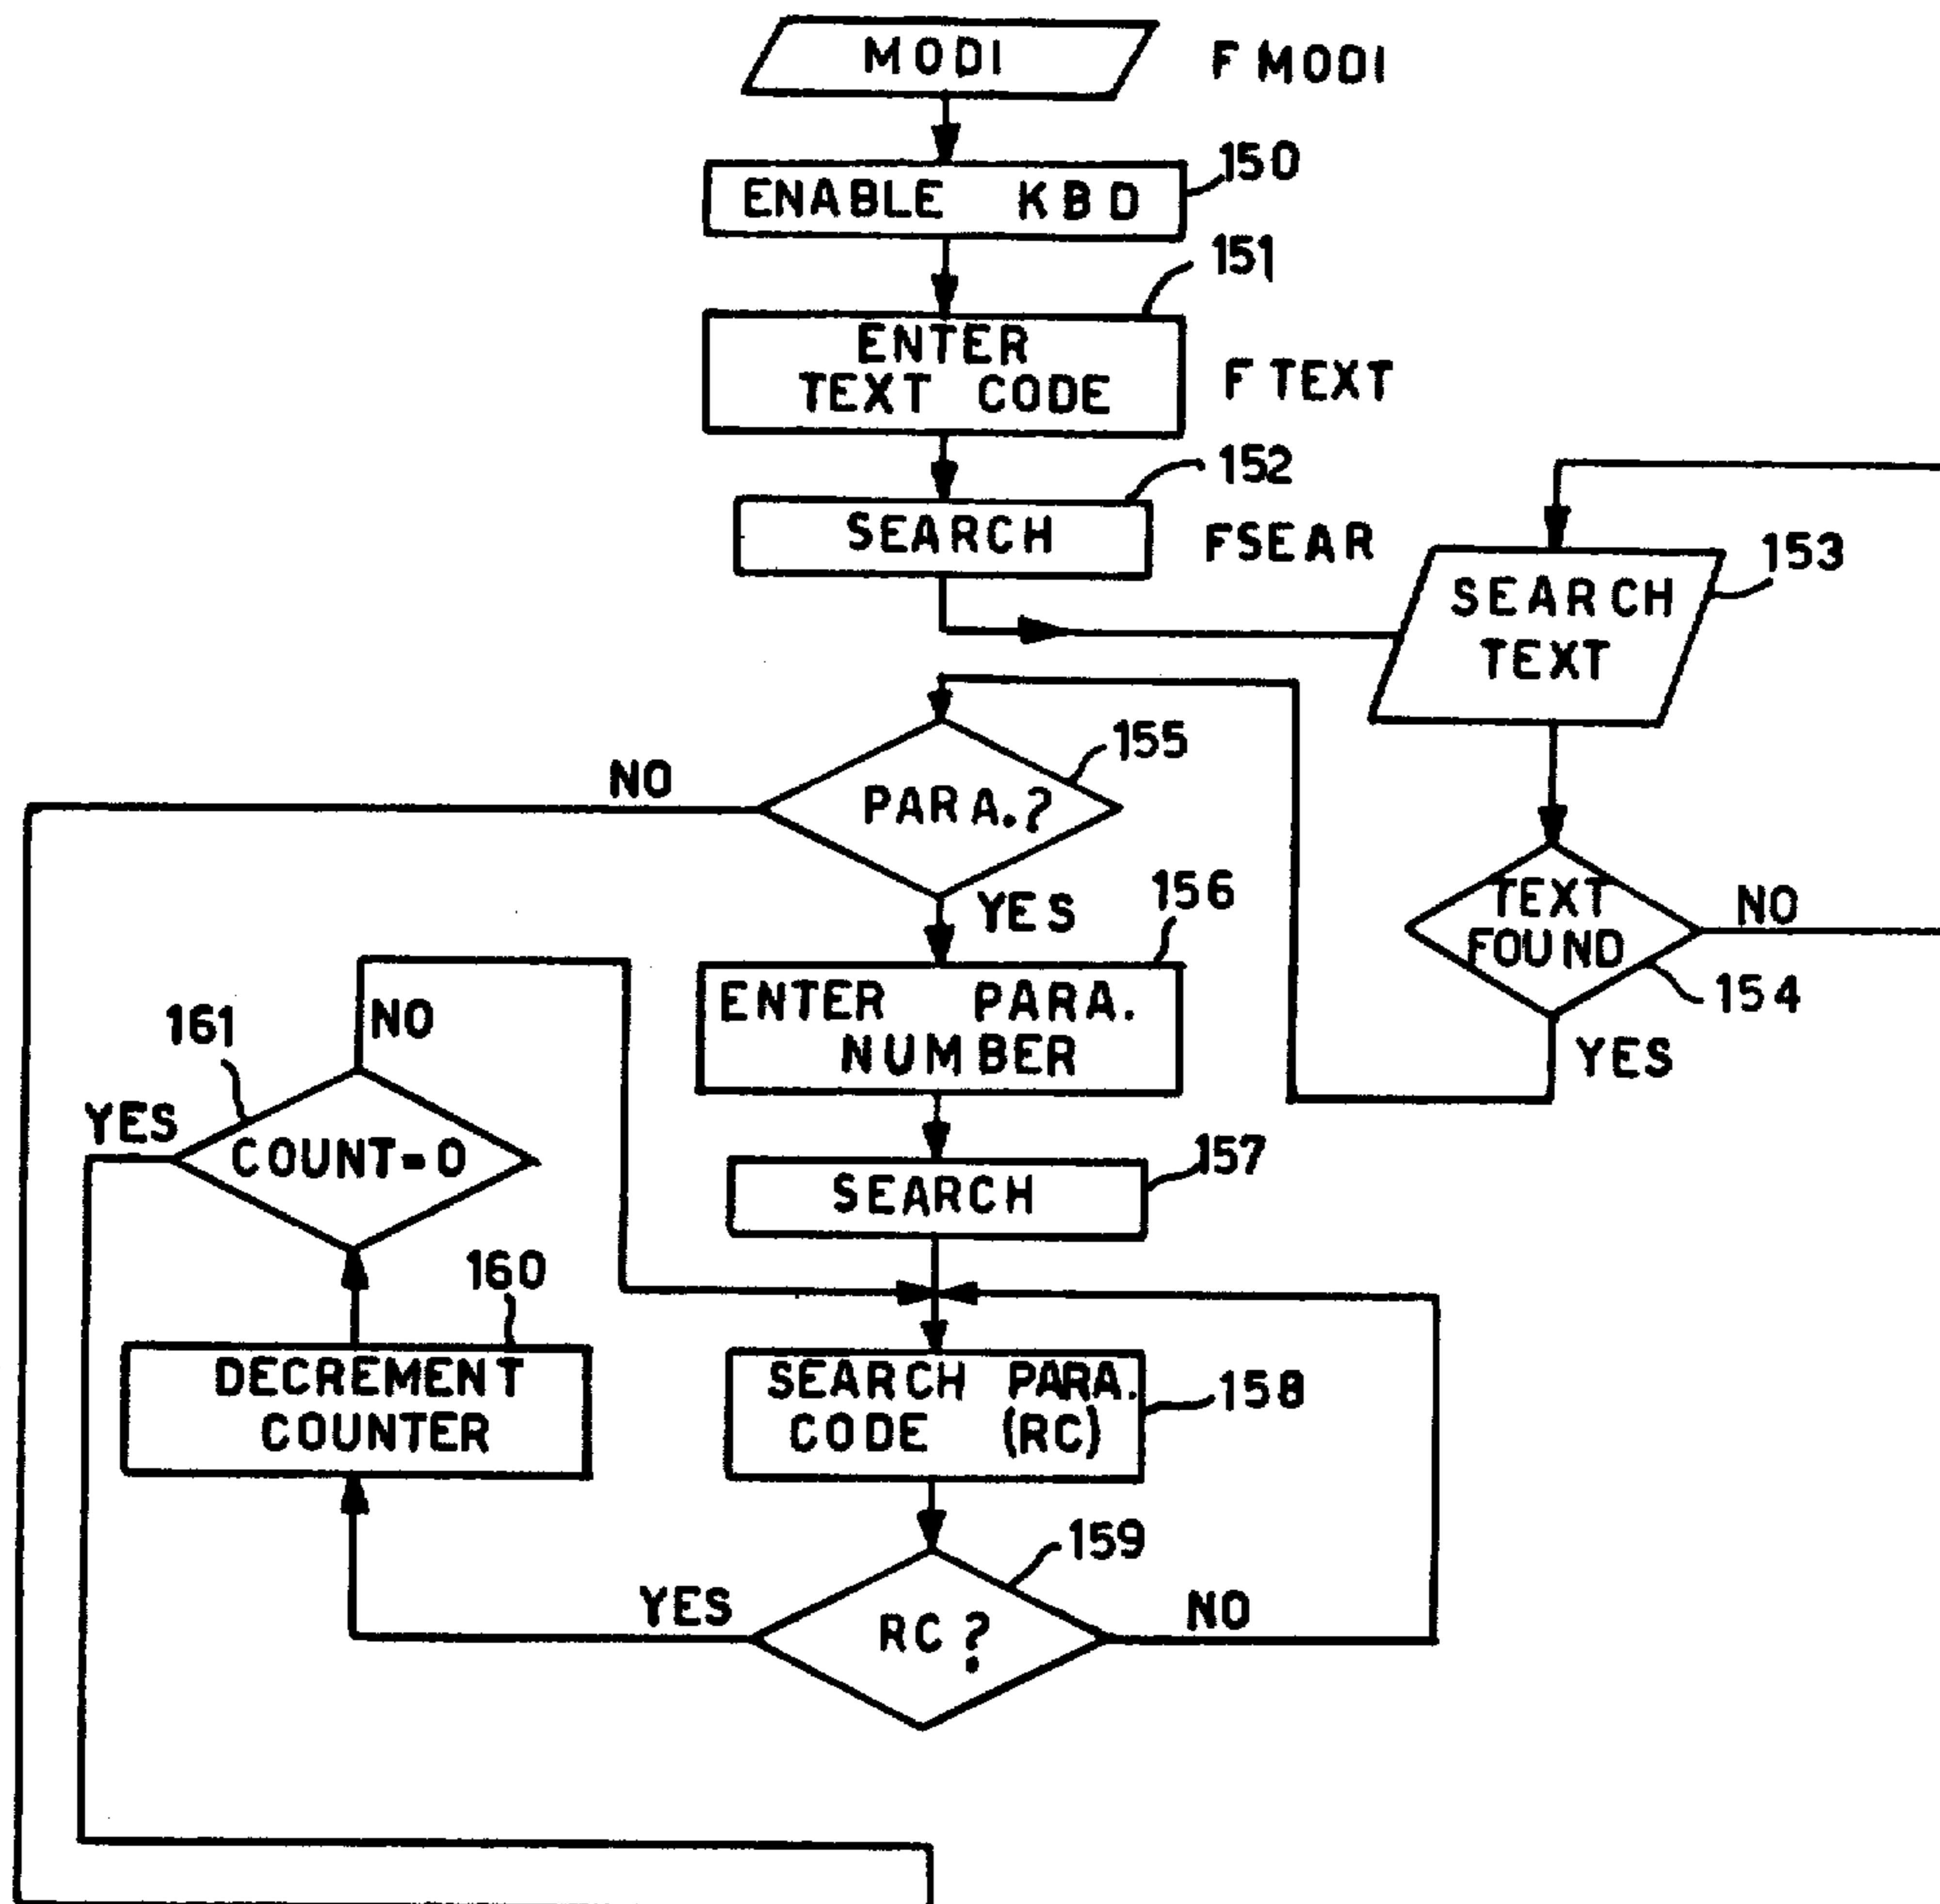 MODI
F MODI
ENABLE KBD
150
151
ENTER
TEXT CODE
F TEXT
152
SEARCH
FSEAR
153
SEARCH
TEXT
155
NO
PARA.?
YES
156
TEXT
FOUND
NO
154
YES
ENTER PARA.
NUMBER
161
NO
YES
COUNT=0
157
SEARCH
160
DECREMENT
COUNTER
SEARCH PARA.
CODE (RC)
158
159
YES
RC?
NO